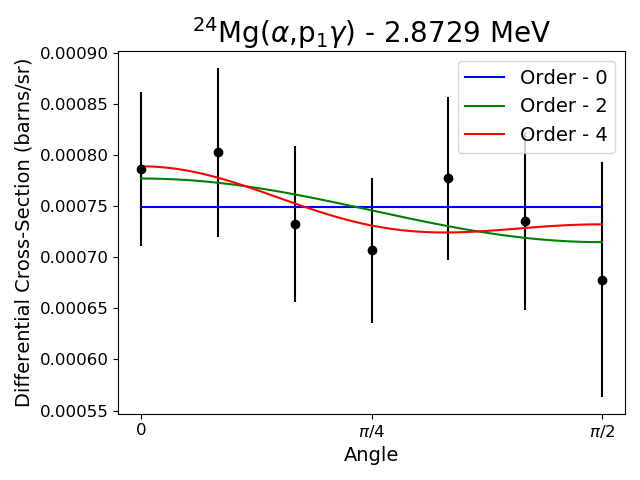 ²⁴Mg(α,p₁γ) - 2.8729 MeV
Differential Cross-Section (barns/sr)
0.00090
0.00085
0.00080
0.00075
0.00070
0.00065
0.00060
0.00055
Order - 0
Order - 2
Order - 4
0
π/4
π/2
Angle